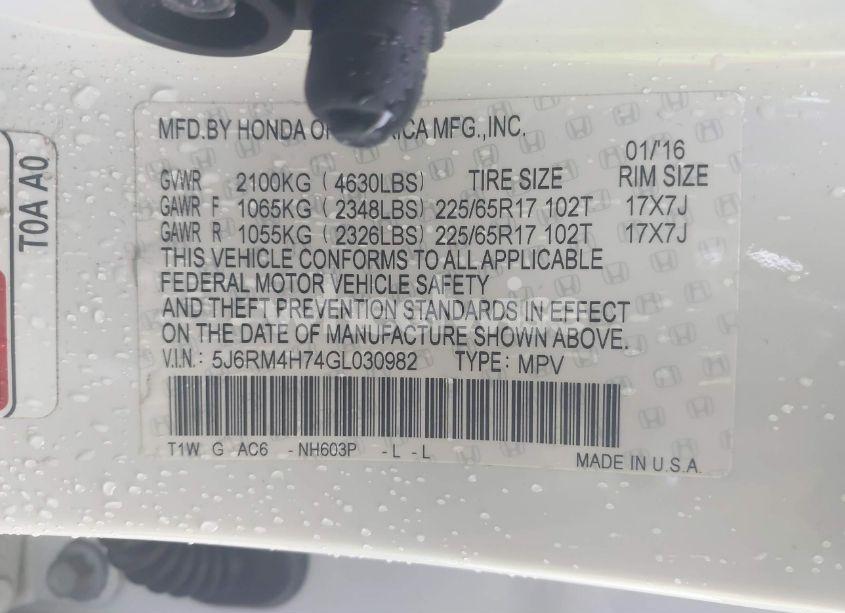 MFD.BY HONDA OF AMERICA MFG.,INC.
01/'16
GVWR 2100KG ( 4630LBS) TIRE SIZE RIM SIZE
GAWR F 1065KG ( 2348LBS) 225/65R17 102T 17X7J
GAWR R 1055KG ( 2326LBS) 225/65R17 102T 17X7J
THIS VEHICLE CONFORMS TO ALL APPLICABLE
FEDERAL MOTOR VEHICLE SAFETY
AND THEFT PREVENTION STANDARDS IN EFFECT
ON THE DATE OF MANUFACTURE SHOWN ABOVE.
V.I.N.: 5J6RM4H74GL030982 TYPE: MPV
T1W G AC6 -NH603P -L -L
MADE IN U.S.A.
T0A A0